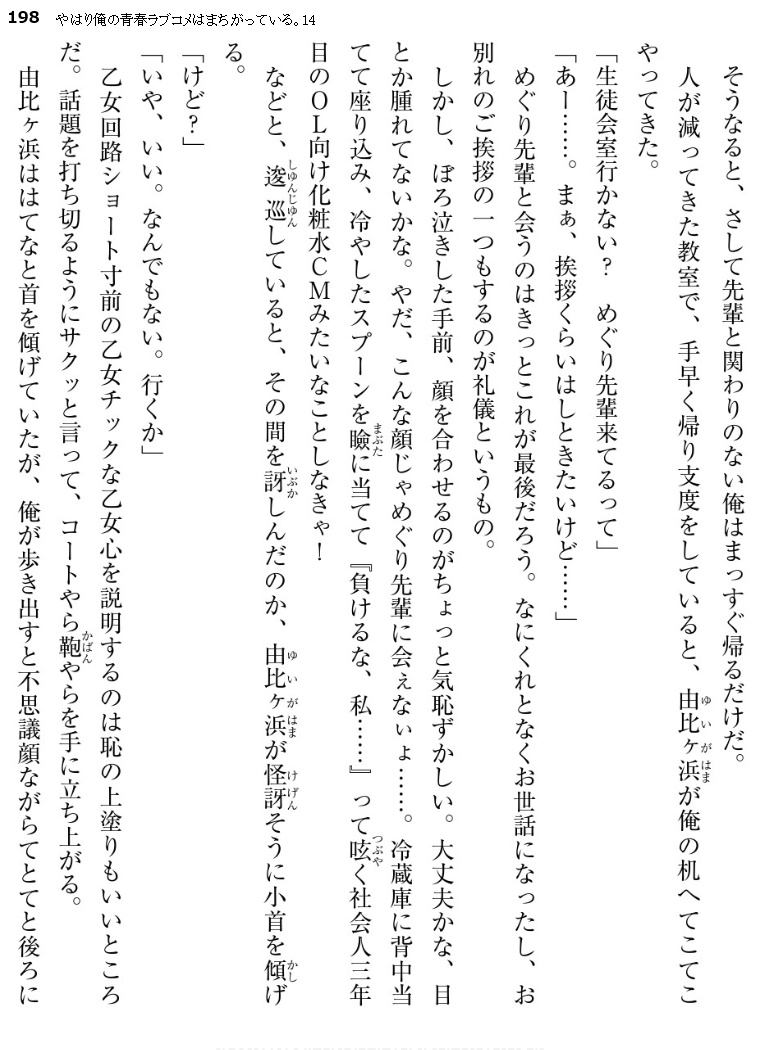 198 やはり俺の青春ラブコメはまちがっている。14
そうなると、さして先輩と関わりのない俺はまっすぐ帰るだけだ。
人が減ってきた教室で、手早く帰り支度をしていると、由比ヶ浜が俺の机へてこてこ
やってきた。
「生徒会室行かない？　めぐり先輩来てるって」
「あー……。まぁ、挨拶くらいはしときたいけど……」
めぐり先輩と会うのはきっとこれが最後だろう。なにくれとなくお世話になったし、お
別れのご挨拶の一つもするのが礼儀というもの。
しかし、ぼろ泣きした手前、顔を合わせるのがちょっと気恥ずかしい。大丈夫かな、目
とか腫れてないかな。やだ、こんな顔じゃめぐり先輩に会ぇなぃょ……。冷蔵庫に背中当
てて座り込み、冷やしたスプーンを瞼に当てて『負けるな、私……』って呟く社会人三年
目のＯＬ向け化粧水ＣＭみたいなことしなきゃ！
などと、逡巡していると、その間を訝しんだのか、由比ヶ浜が怪訝そうに小首を傾げ
る。
「けど？」
「いや、いい。なんでもない。行くか」
乙女回路ショート寸前の乙女チックな乙女心を説明するのは恥の上塗りもいいところ
だ。話題を打ち切るようにサクッと言って、コートやら鞄やらを手に立ち上がる。
由比ヶ浜ははてなと首を傾げていたが、俺が歩き出すと不思議顔ながらてとてと後ろに